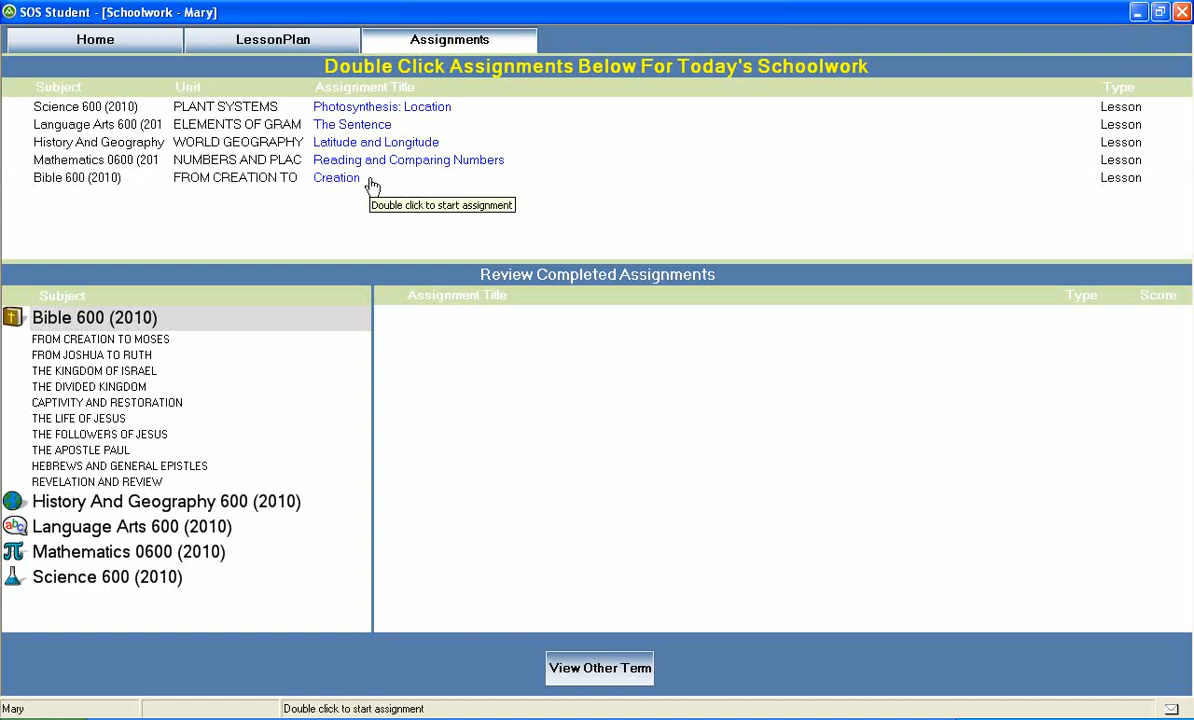 SOS Student - [Schoolwork - Mary]
Home LessonPlan Assignments
Double Click Assignments Below For Today's Schoolwork
Subject Unit Assignment Title Type
Science 600 (2010) PLANT SYSTEMS Photosynthesis: Location Lesson
Language Arts 600 (201 ELEMENTS OF GRAM The Sentence Lesson
History And Geography WORLD GEOGRAPHY Latitude and Longitude Lesson
Mathematics 0600 (201 NUMBERS AND PLAC Reading and Comparing Numbers Lesson
Bible 600 (2010) FROM CREATION TO Creation Lesson
Double click to start assignment
Review Completed Assignments
Subject Assignment Title Type Score
Bible 600 (2010)
FROM CREATION TO MOSES
FROM JOSHUA TO RUTH
THE KINGDOM OF ISRAEL
THE DIVIDED KINGDOM
CAPTIVITY AND RESTORATION
THE LIFE OF JESUS
THE FOLLOWERS OF JESUS
THE APOSTLE PAUL
HEBREWS AND GENERAL EPISTLES
REVELATION AND REVIEW
History And Geography 600 (2010)
abc Language Arts 600 (2010)
π Mathematics 0600 (2010)
Science 600 (2010)
View Other Term
Mary Double click to start assignment